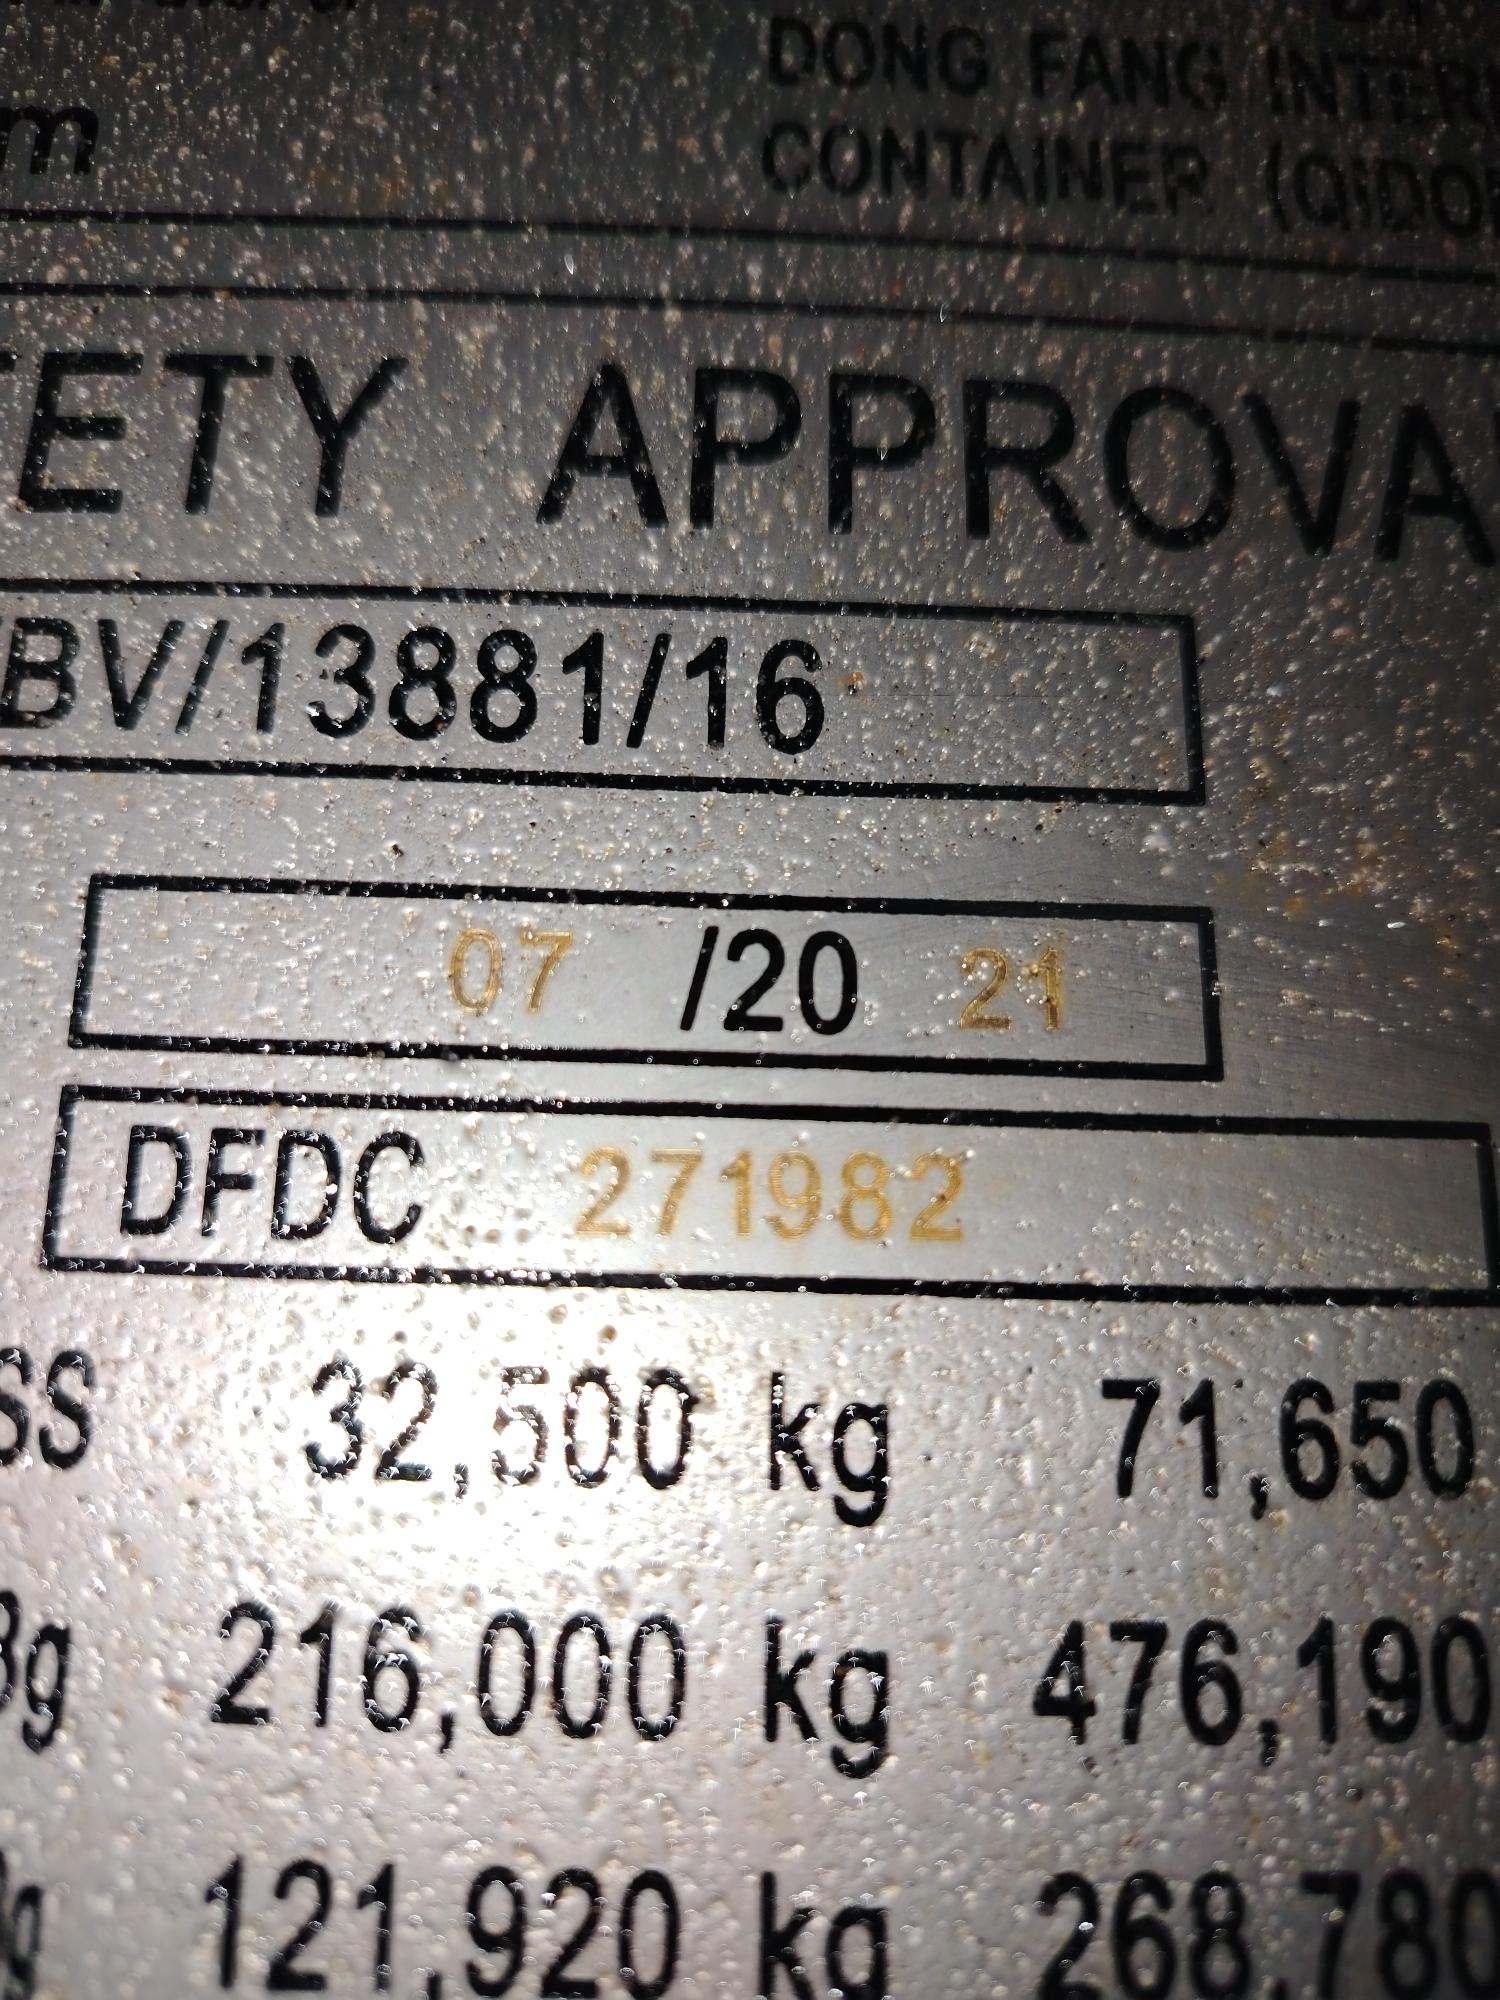 DONG FANG INTER
CONTAINER (QIDO
m
ETY APPROVA
BV/13881/16
07 /20 21
DFDC 271982
SS 32,500 kg 71,650
8g 216,000 kg 476,190
g 121,920 kg 268,780